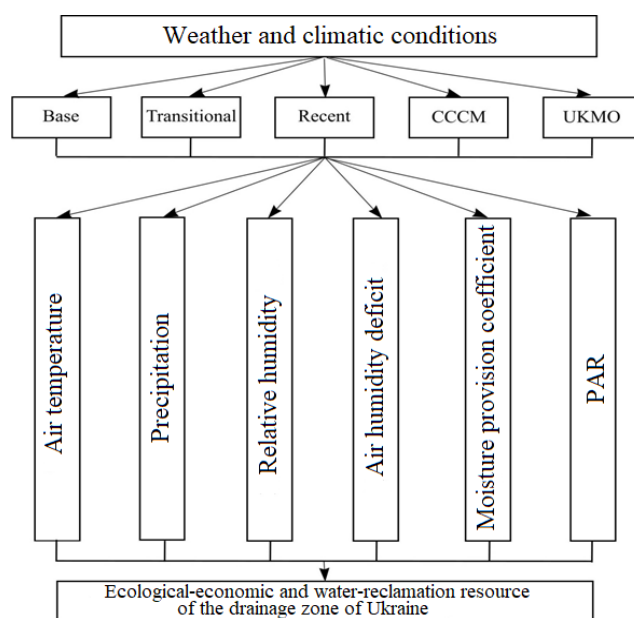 Weather and climatic conditions
Base
Transitional
Recent
CCCM
UKMO
Air temperature
Precipitation
Relative humidity
Air humidity deficit
Moisture provision coefficient
PAR
Ecological-economic and water-reclamation resource
of the drainage zone of Ukraine